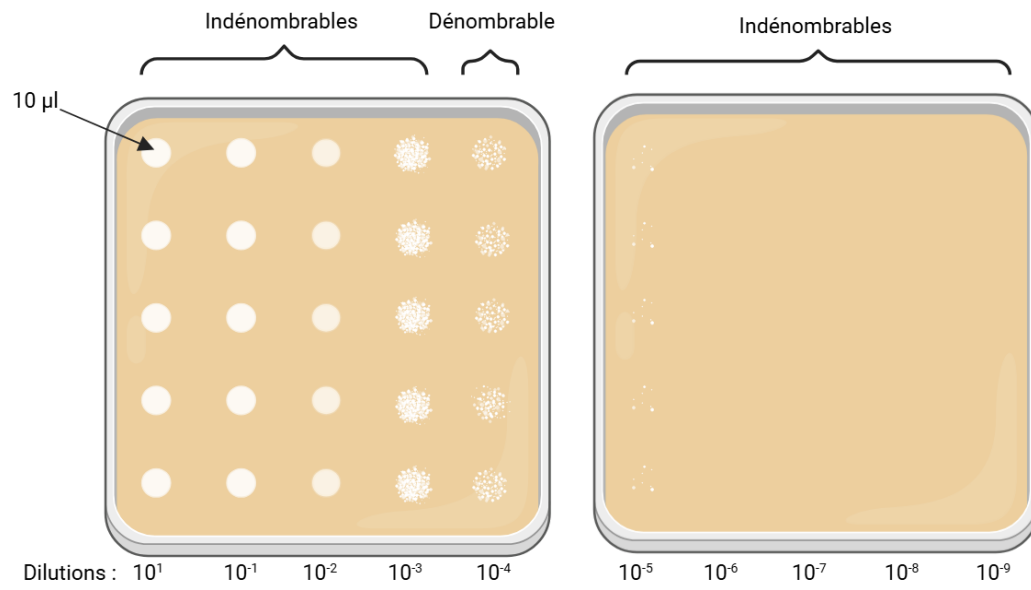 Indénombrables
Dénombrable
Indénombrables
10 µl
Dilutions : 10¹ 10⁻¹ 10⁻² 10⁻³ 10⁻⁴ 10⁻⁵ 10⁻⁶ 10⁻⁷ 10⁻⁸ 10⁻⁹